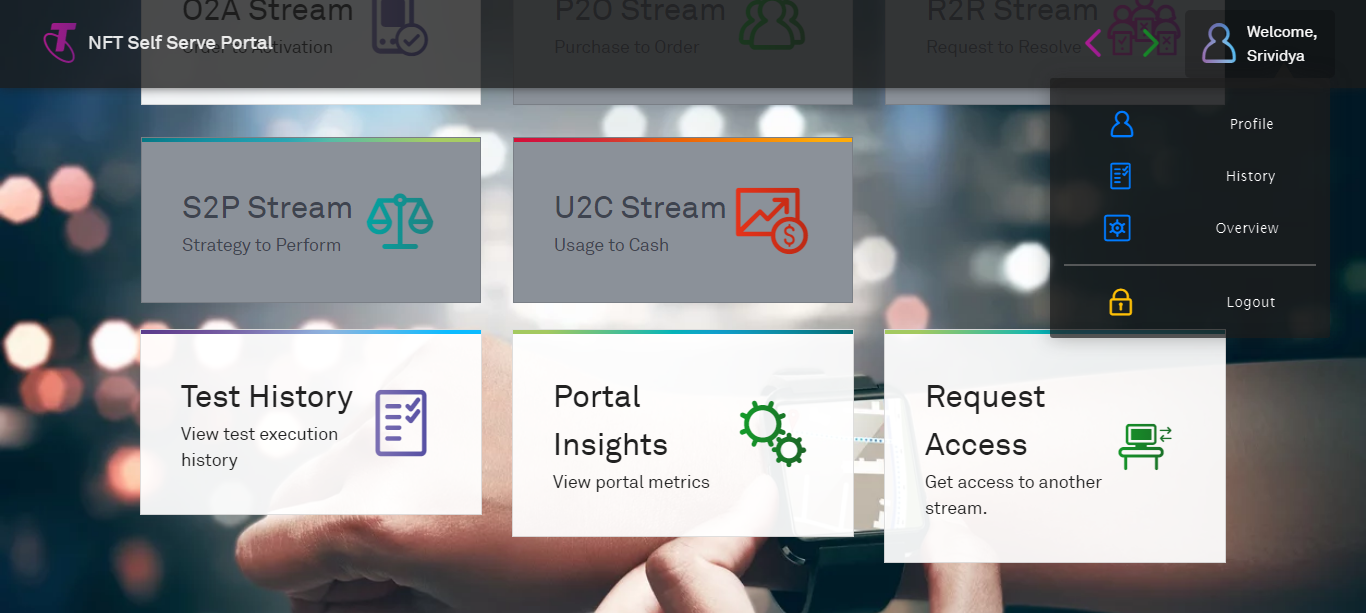 O2A Stream
Order to Activation
P2O Stream
Purchase to Order
R2R Stream
Request to Resolve
NFT Self Serve Portal
Welcome,
Srividya
Profile
History
Overview
Logout
S2P Stream
Strategy to Perform
U2C Stream
Usage to Cash
Test History
View test execution
history
Portal
Insights
View portal metrics
Request
Access
Get access to another
stream.